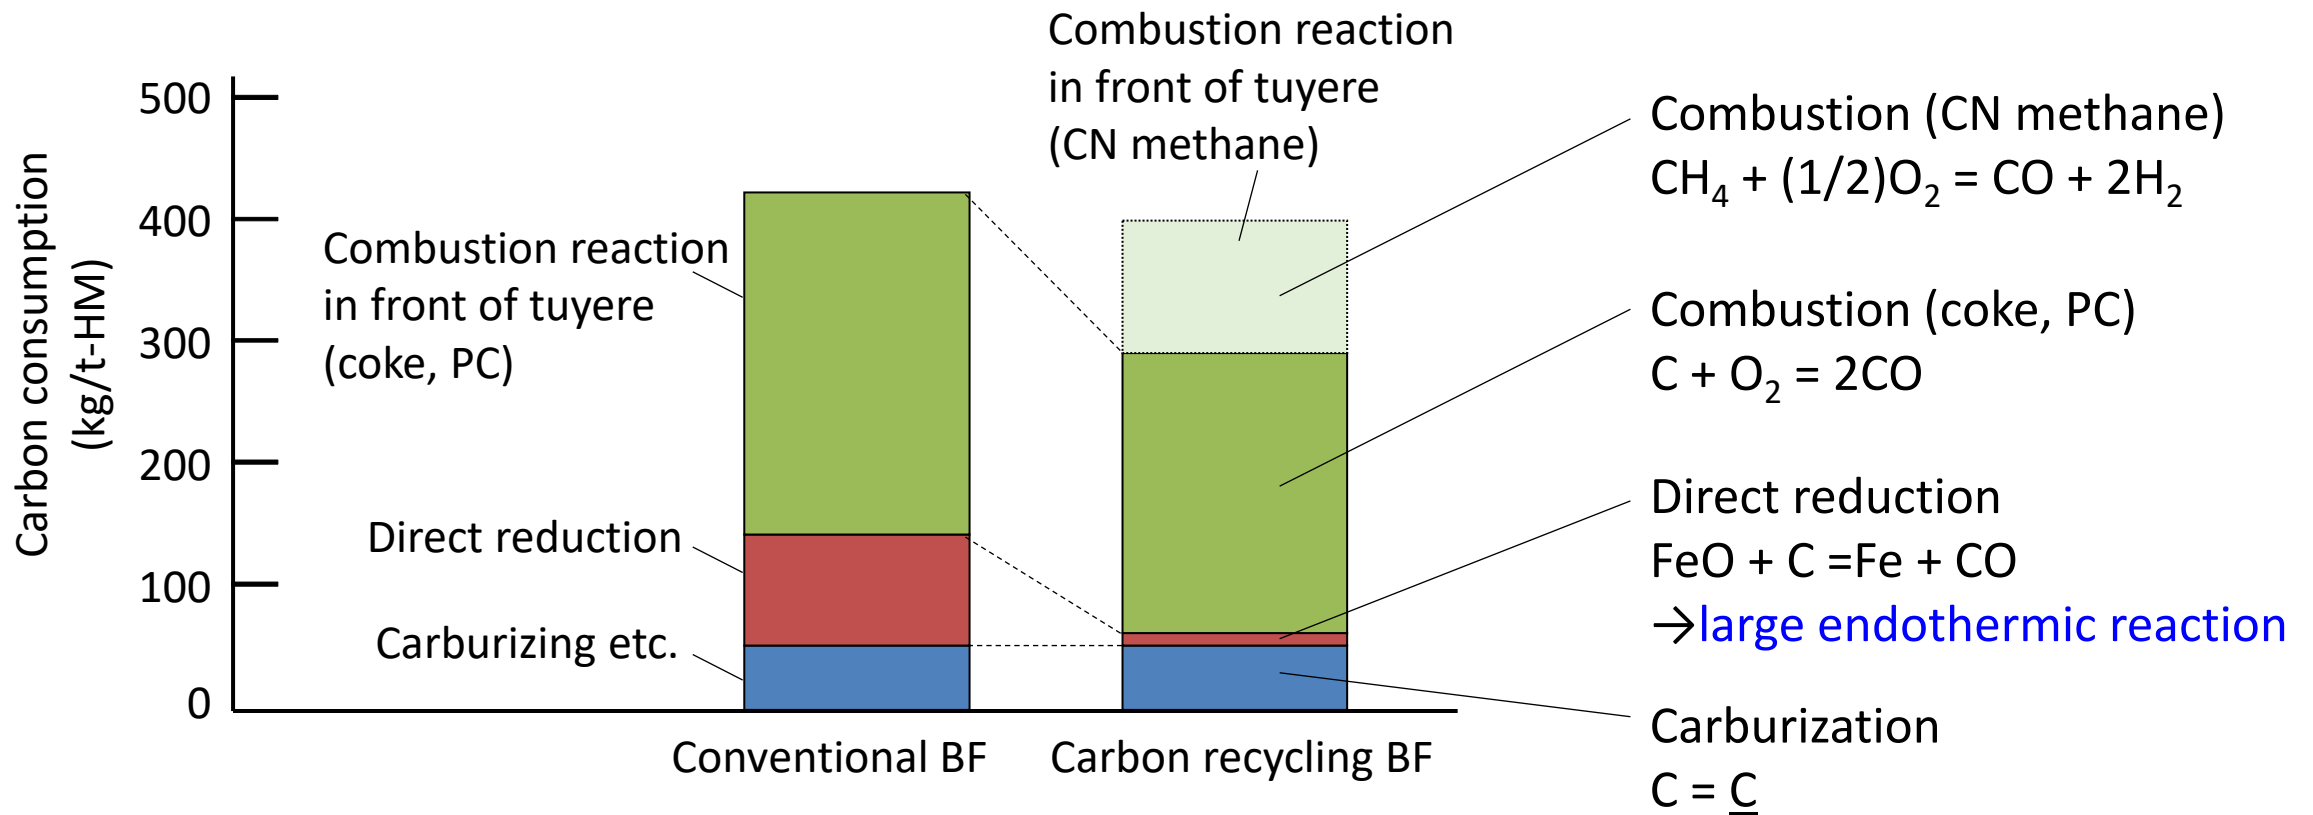 Carbon consumption
(kg/t-HM)
500
400
300
200
100
0
Combustion reaction
in front of tuyere
(coke, PC)
Direct reduction
Carburizing etc.
Conventional BF
Combustion reaction
in front of tuyere
(CN methane)
Carbon recycling BF
Combustion (CN methane)
CH₄ + (1/2)O₂ = CO + 2H₂
Combustion (coke, PC)
C + O₂ = 2CO
Direct reduction
FeO + C =Fe + CO
→large endothermic reaction
Carburization
C = C